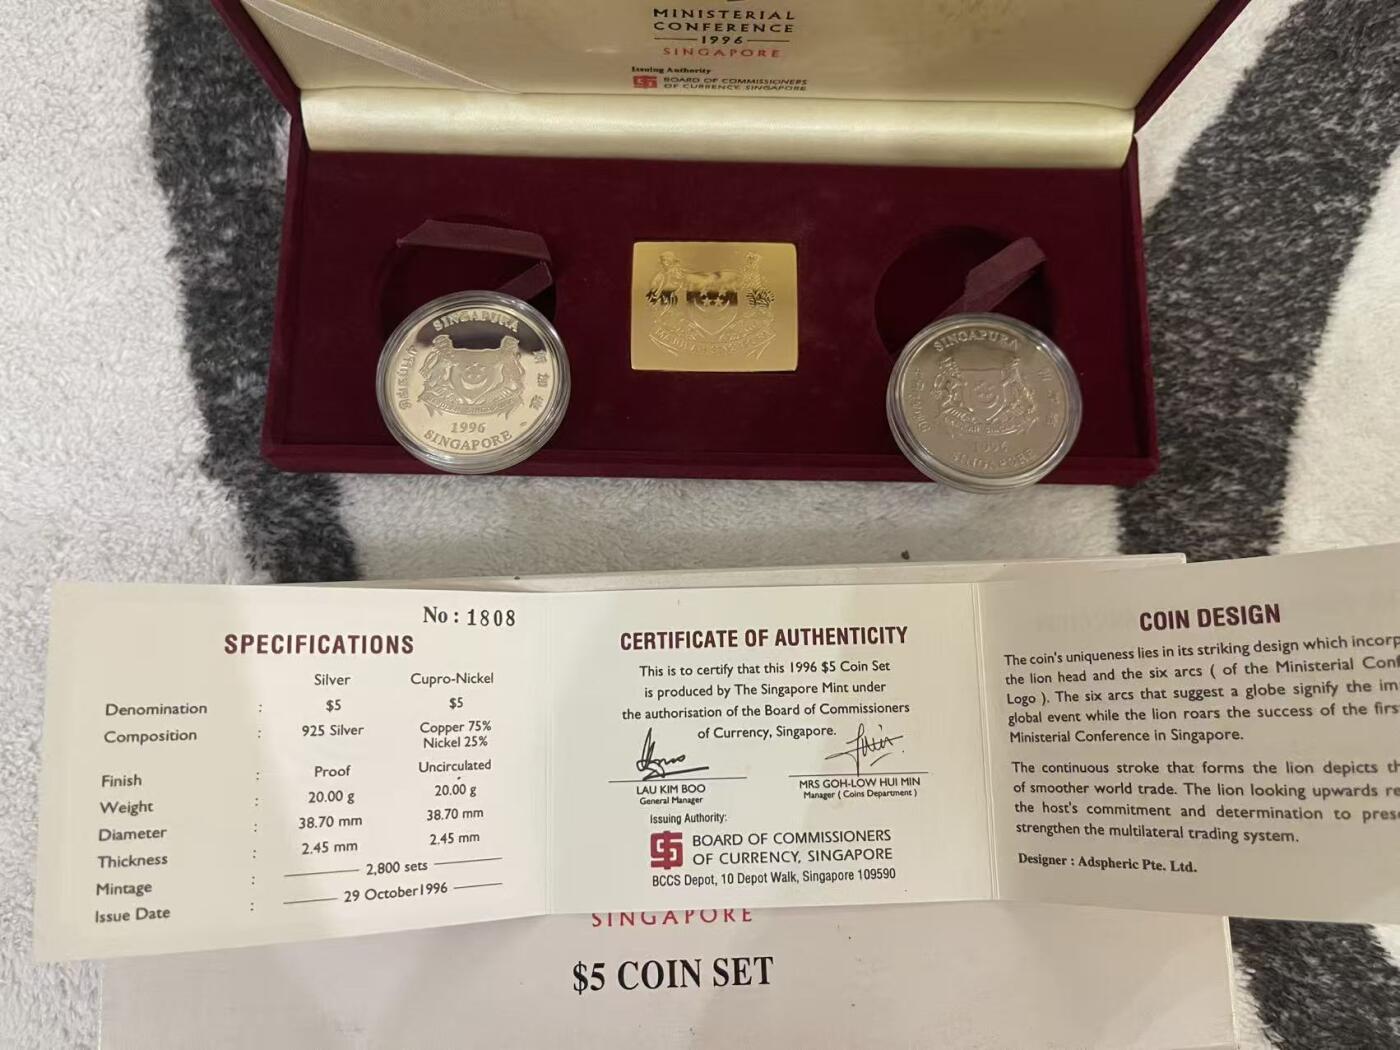 MINISTERIAL
CONFERENCE
1996
SINGAPORE
Issuing Authority
BOARD OF COMMISSIONERS
OF CURRENCY, SINGAPORE
SINGAPURA
新加坡
சிங்கப்பூர்
1996
SINGAPORE
SINGAPURA
1996
SINGAPORE
No : 1808
SPECIFICATIONS
Silver Cupro-Nickel
Denomination : $5 $5
Composition : 925 Silver Copper 75%
Nickel 25%
Finish : Proof Uncirculated
Weight : 20.00 g 20.00 g
Diameter : 38.70 mm 38.70 mm
Thickness : 2.45 mm 2.45 mm
Mintage : 2,800 sets
Issue Date : 29 October1996
CERTIFICATE OF AUTHENTICITY
This is to certify that this 1996 $5 Coin Set
is produced by The Singapore Mint under
the authorisation of the Board of Commissioners
of Currency, Singapore.
LAU KIM BOO
General Manager
MRS GOH-LOW HUI MIN
Manager ( Coins Department )
Issuing Authority:
BOARD OF COMMISSIONERS
OF CURRENCY, SINGAPORE
BCCS Depot, 10 Depot Walk, Singapore 109590
COIN DESIGN
The coin's uniqueness lies in its striking design which incorp
the lion head and the six arcs ( of the Ministerial Conf
Logo ). The six arcs that suggest a globe signify the im
global event while the lion roars the success of the firs
Ministerial Conference in Singapore.
The continuous stroke that forms the lion depicts th
of smoother world trade. The lion looking upwards re
the host's commitment and determination to pres
strengthen the multilateral trading system.
Designer : Adspheric Pte. Ltd.
SINGAPORE
$5 COIN SET